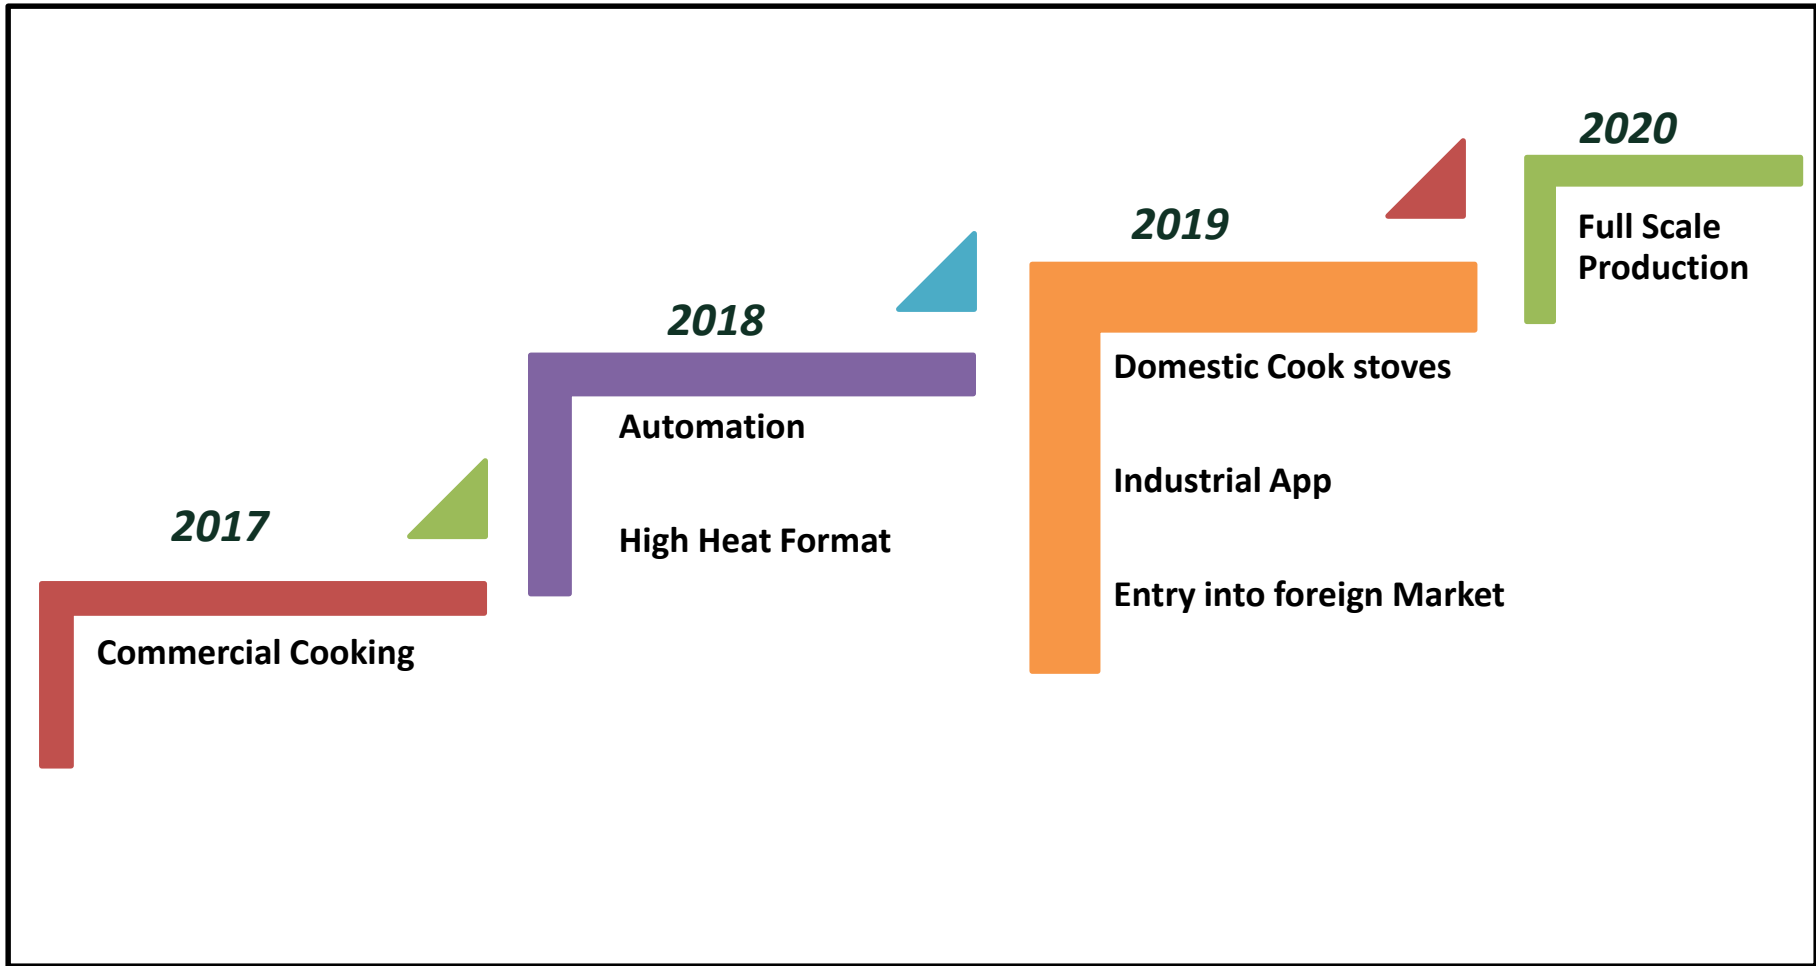 2017
Commercial Cooking
2018
Automation
High Heat Format
2019
Domestic Cook stoves
Industrial App
Entry into foreign Market
2020
Full Scale
Production